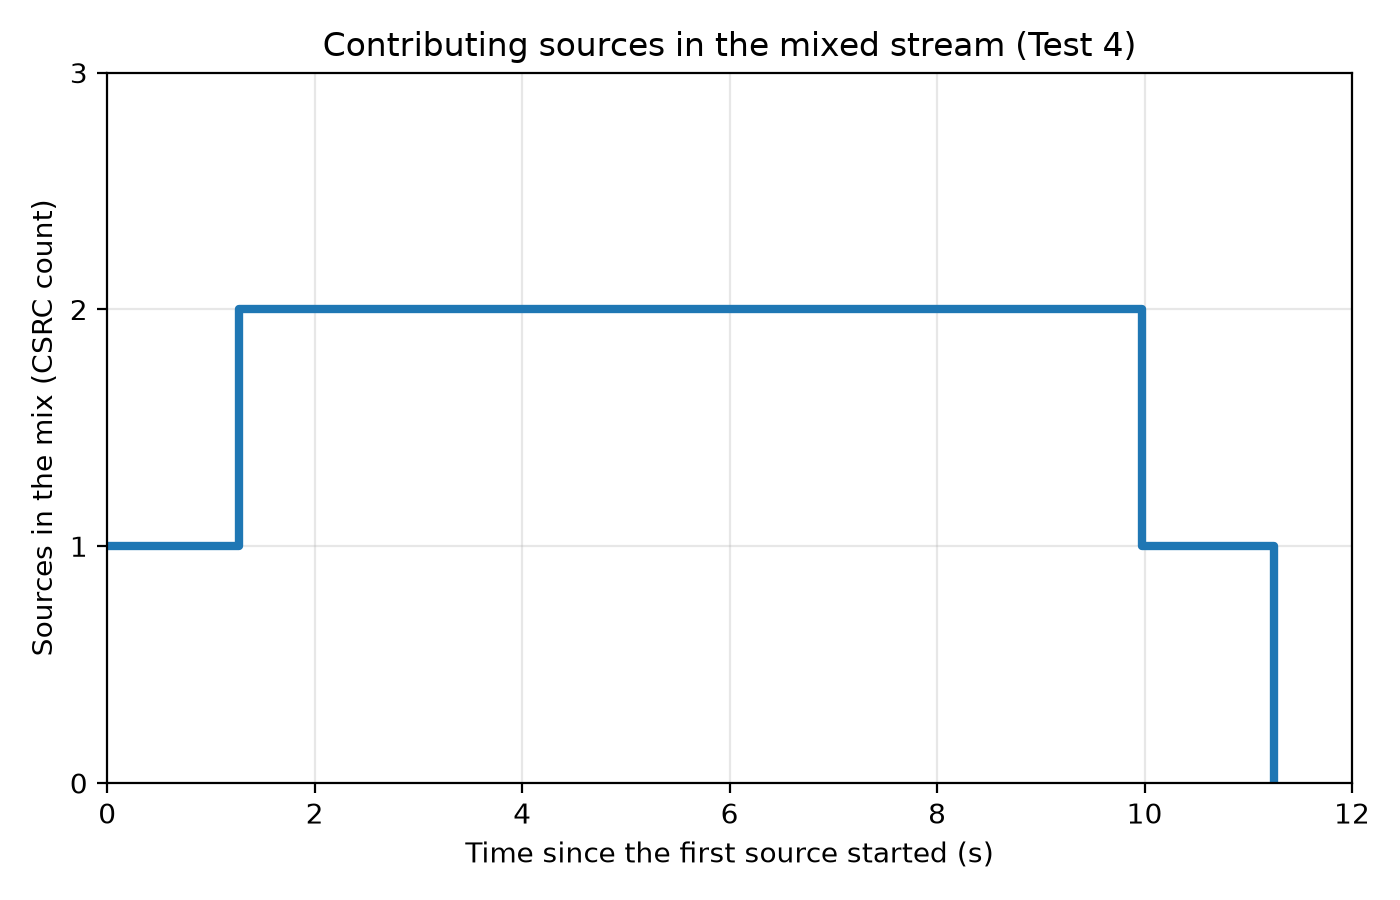 Contributing sources in the mixed stream (Test 4)
3
2
1
0
Sources in the mix (CSRC count)
0 2 4 6 8 10 12
Time since the first source started (s)